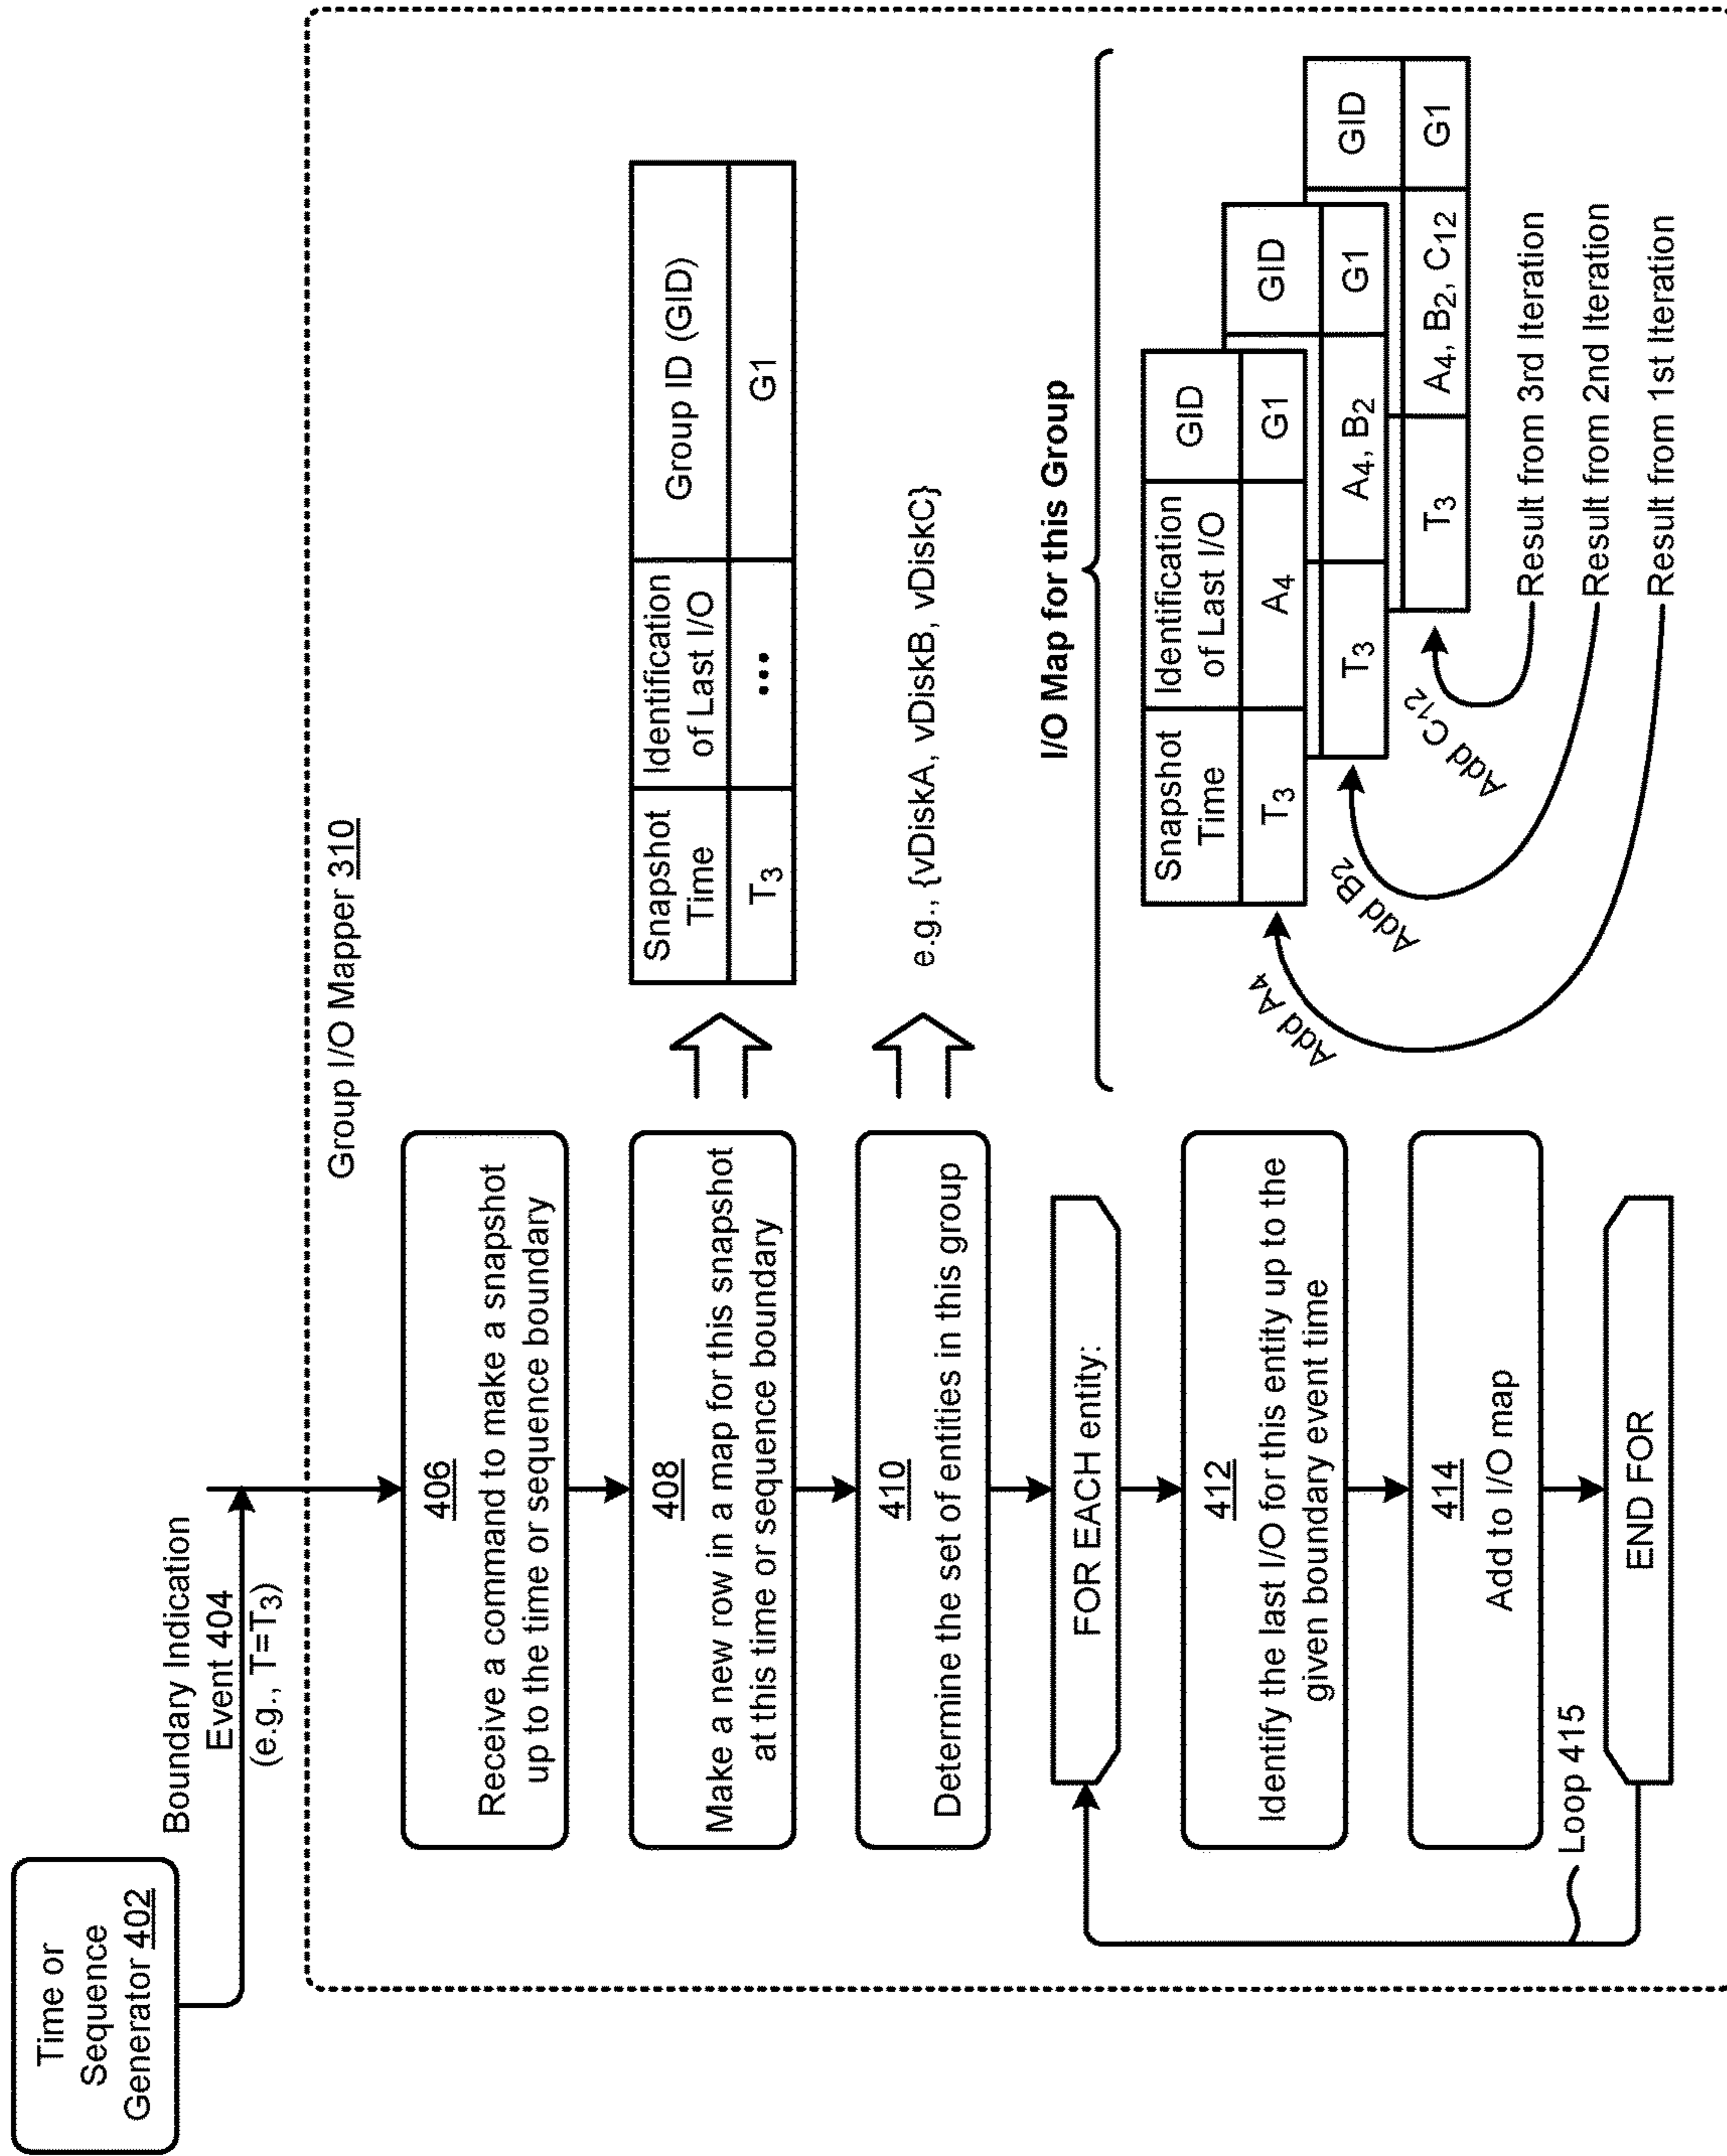 Time or
Sequence
Generator 402
Boundary Indication
Event 404
(e.g., T=T3)
Group I/O Mapper 310
406
Receive a command to make a snapshot
up to the time or sequence boundary
408
Make a new row in a map for this snapshot
at this time or sequence boundary
Snapshot
Time
Identification
of Last I/O
Group ID (GID)
T3
...
G1
410
Determine the set of entities in this group
e.g., {vDiskA, vDiskB, vDiskC}
FOR EACH entity:
412
Identify the last I/O for this entity up to the
given boundary event time
414
Add to I/O map
Loop 415
END FOR
I/O Map for this Group
Snapshot
Time
Identification
of Last I/O
GID
T3
A4
G1
GID
T3
A4, B2
G1
GID
T3
A4, B2, C12
G1
Add A4
Add B2
Add C12
Result from 3rd Iteration
Result from 2nd Iteration
Result from 1st Iteration